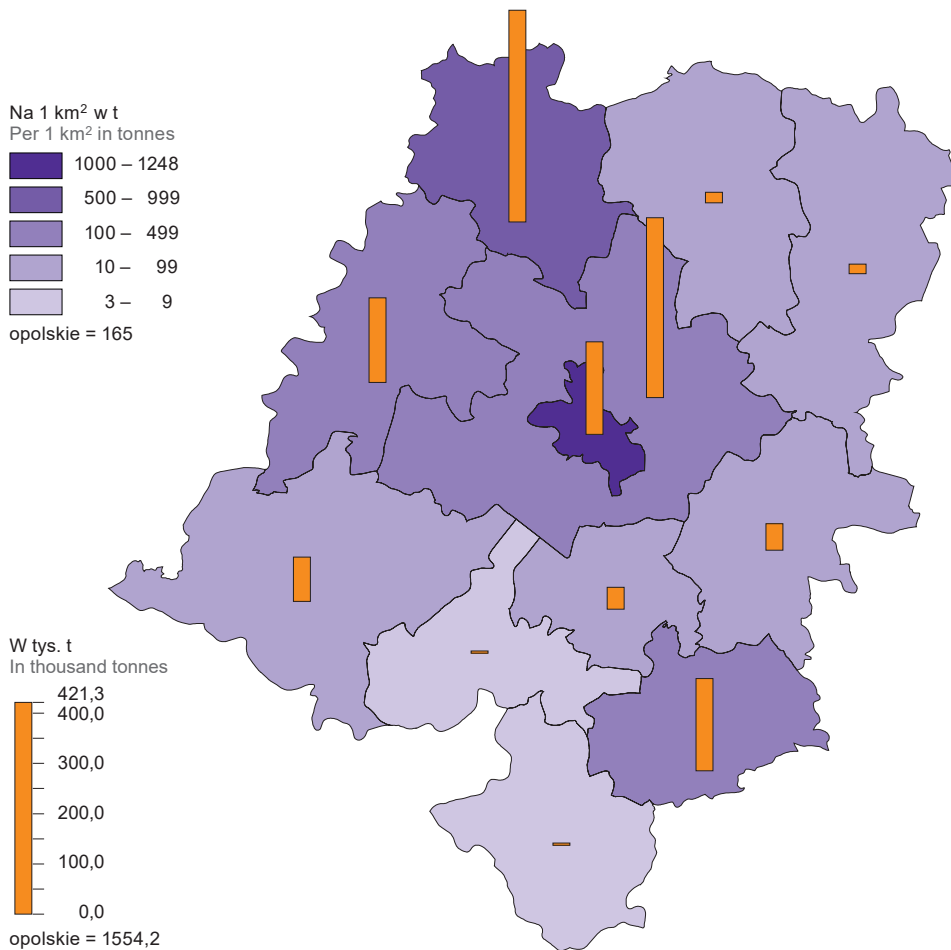 Na 1 km² w t
Per 1 km² in tonnes
1000 – 1248
500 – 999
100 – 499
10 – 99
3 – 9
opolskie = 165
W tys. t
In thousand tonnes
421,3
400,0
300,0
200,0
100,0
0,0
opolskie = 1554,2